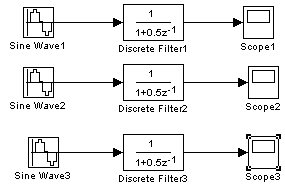 1
1+0.5z-1
Sine Wave1
Discrete Filter1
Scope1
1
1+0.5z-1
Sine Wave2
Discrete Filter2
Scope2
1
1+0.5z-1
Sine Wave3
Discrete Filter3
Scope3